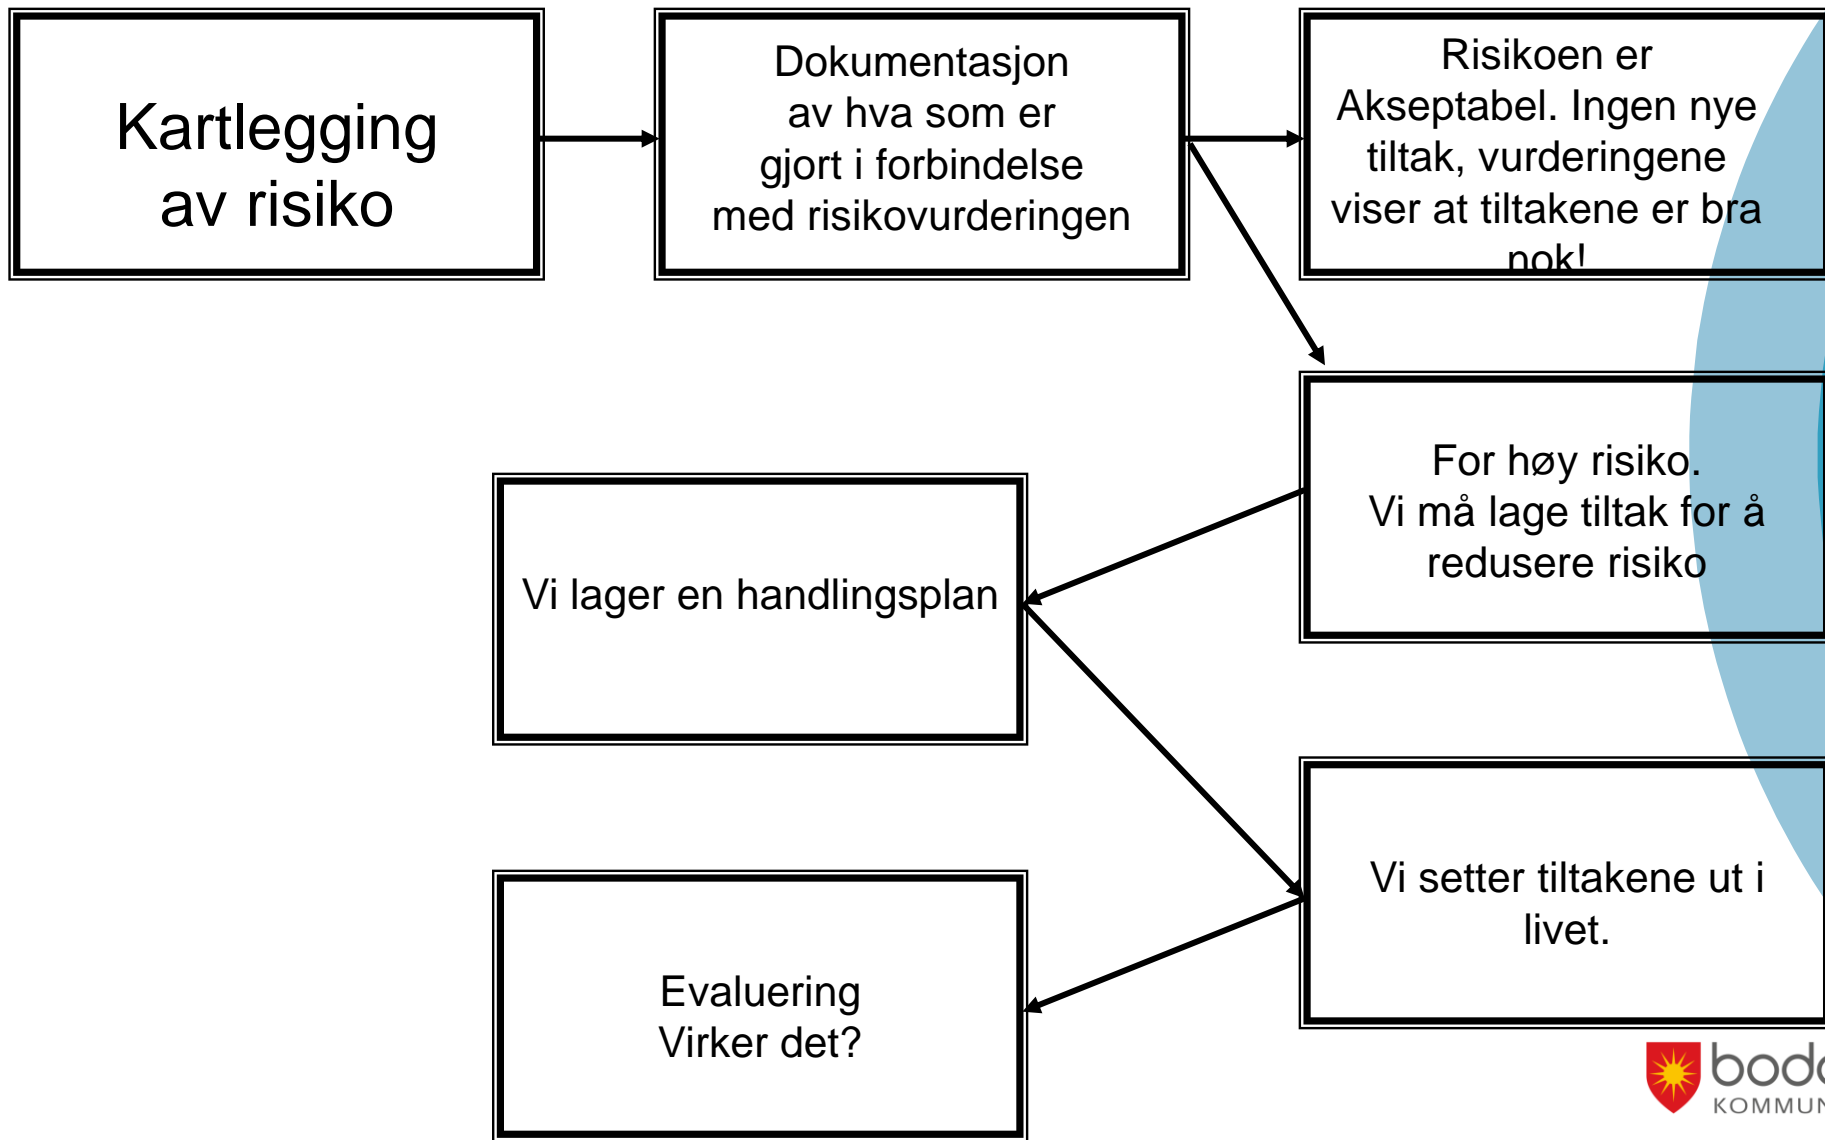 Kartlegging
av risiko
Dokumentasjon
av hva som er
gjort i forbindelse
med risikovurderingen
Risikoen er
Akseptabel. Ingen nye
tiltak, vurderingene
viser at tiltakene er bra
nok!
For høy risiko.
Vi må lage tiltak for å
redusere risiko
Vi lager en handlingsplan
Vi setter tiltakene ut i
livet.
Evaluering
Virker det?